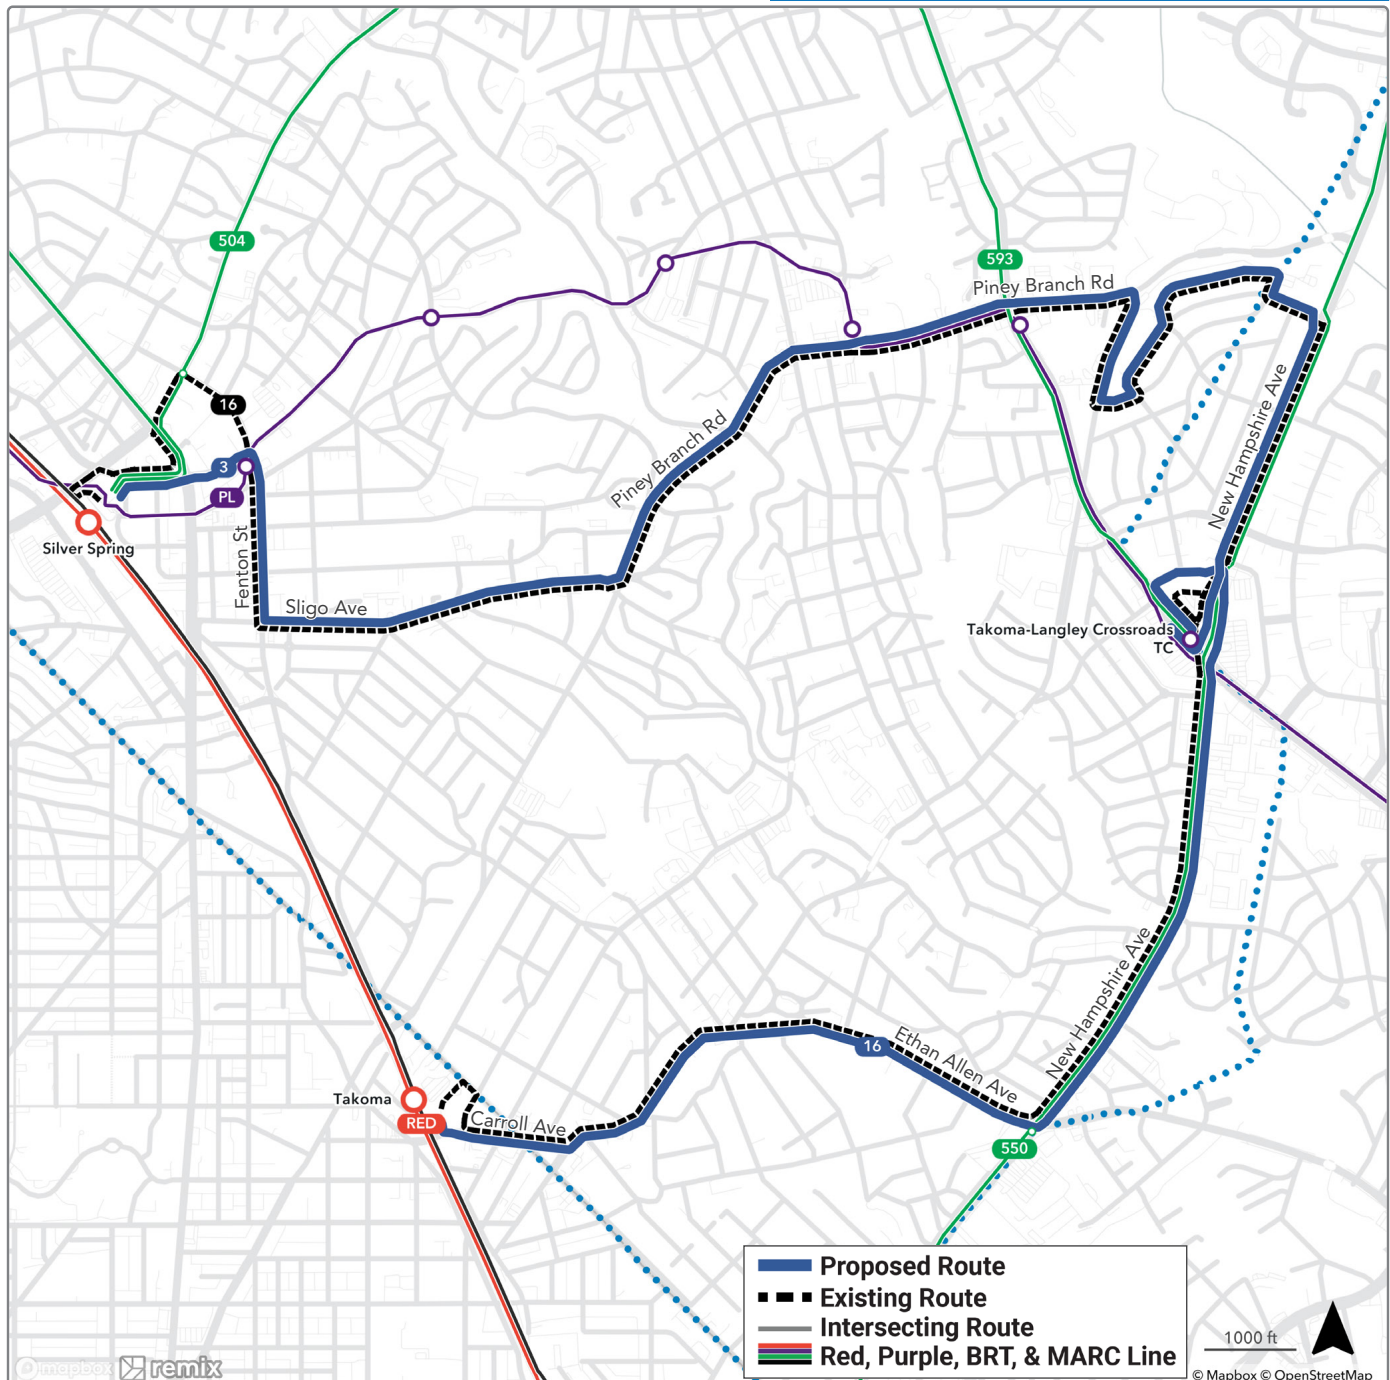 504
593
Piney Branch Rd
16
3
PL
Silver Spring
Fenton St
Sligo Ave
Piney Branch Rd
New Hampshire Ave
Takoma-Langley Crossroads
TC
New Hampshire Ave
Ethan Allen Ave
16
Takoma
RED
Carroll Ave
550
Proposed Route
Existing Route
Intersecting Route
Red, Purple, BRT, & MARC Line
1000 ft
mapbox remix
© Mapbox © OpenStreetMap